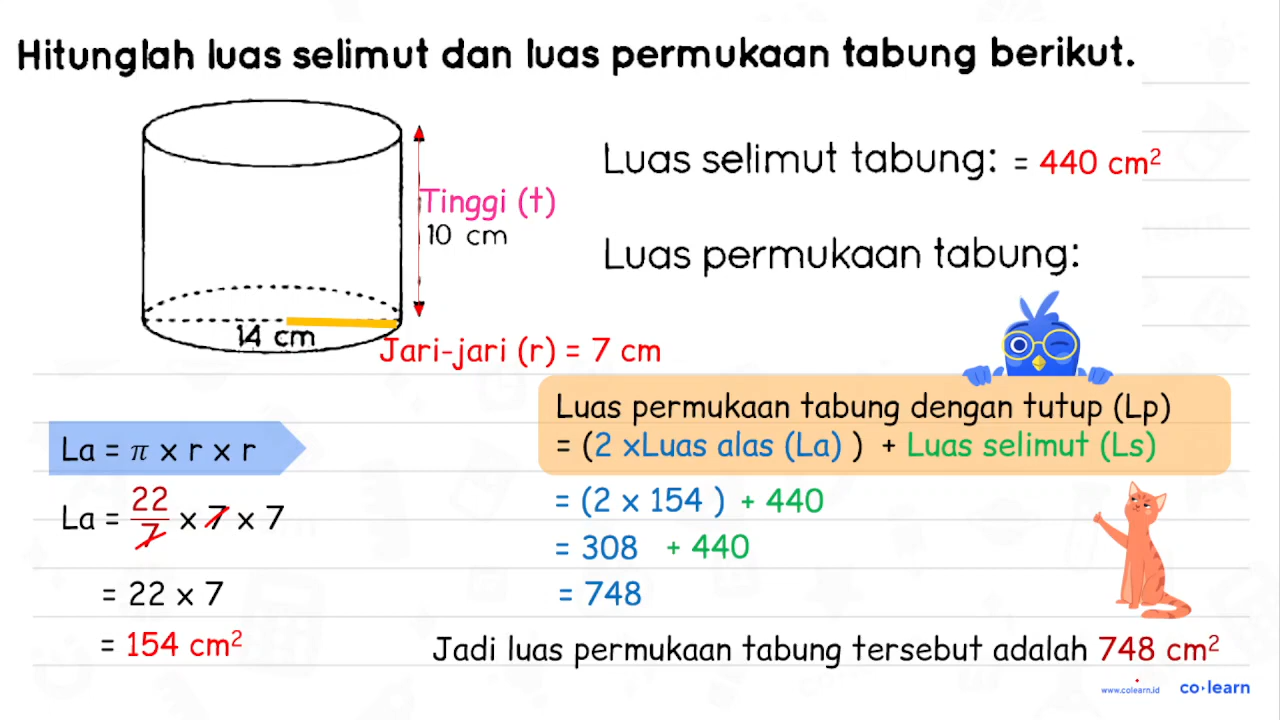 Hitunglah luas selimut dan luas permukaan tabung berikut.
Luas selimut tabung: = 440 cm²
Tinggi (t)
10 cm
Luas permukaan tabung:
14 cm
Jari-jari (r) = 7 cm
Luas permukaan tabung dengan tutup (Lp)
= (2 xLuas alas (La) ) + Luas selimut (Ls)
La = π x r x r
La = 22/7 x 7 x 7
= 22 x 7
= 154 cm²
= (2 x 154 ) + 440
= 308 + 440
= 748
Jadi luas permukaan tabung tersebut adalah 748 cm²
www.colearn.id co·learn